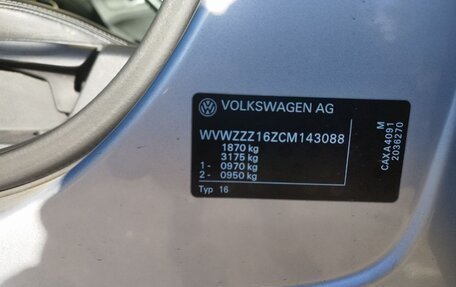 VOLKSWAGEN AG
WVWZZZ16ZCM143088
1870 kg
3175 kg
1 - 0970 kg
2 - 0950 kg
Typ 16
M
CAXA4091
2036270